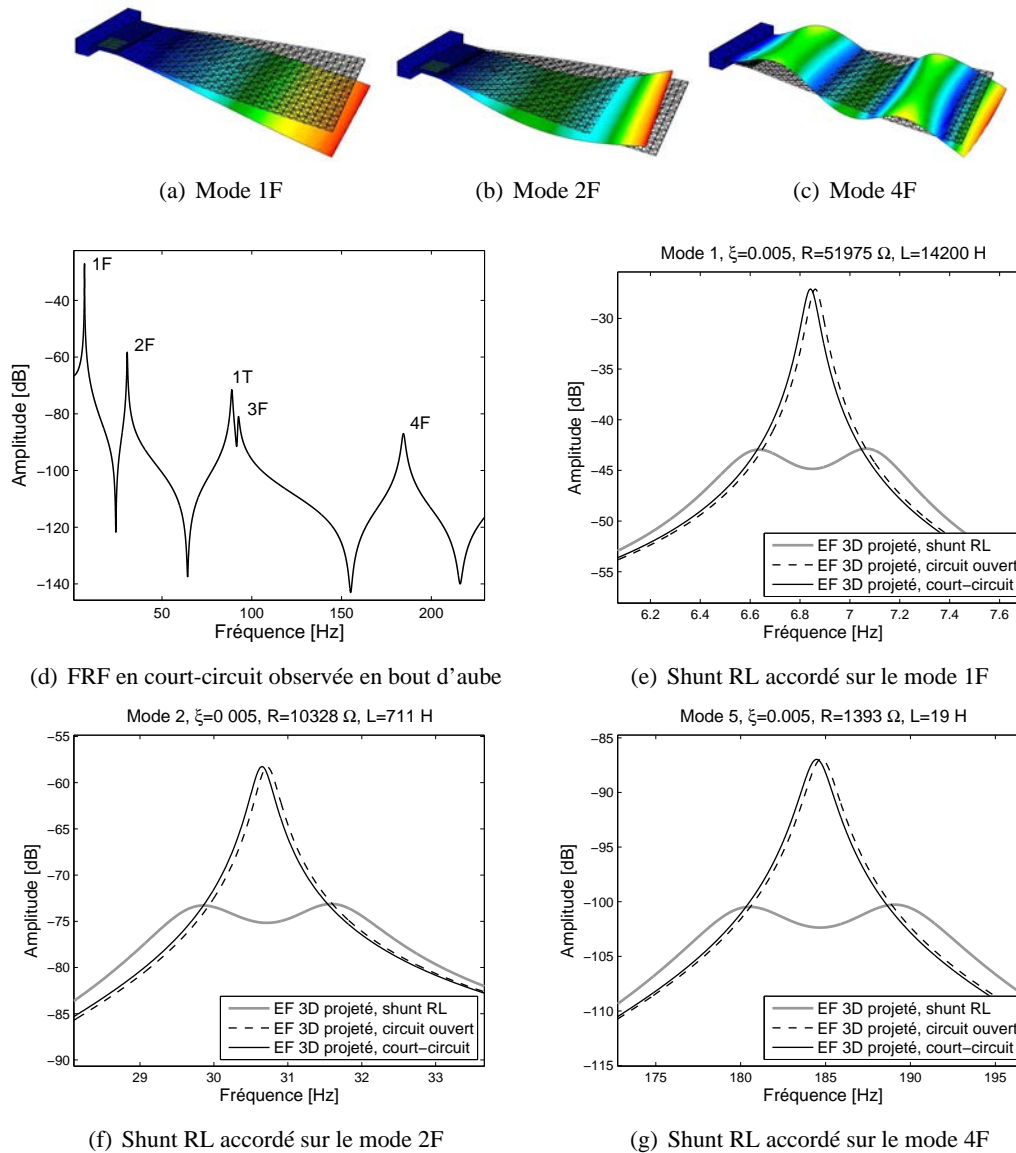 (a) Mode 1F
(b) Mode 2F
(c) Mode 4F
1F
2F
1T
3F
4F
−40
−60
−80
−100
−120
−140
50
100
150
200
Amplitude [dB]
Fréquence [Hz]
(d) FRF en court-circuit observée en bout d'aube
Mode 1, ξ=0.005, R=51975 Ω, L=14200 H
−30
−35
−40
−45
−50
−55
6.2
6.4
6.6
6.8
7
7.2
7.4
7.6
Amplitude [dB]
Fréquence [Hz]
EF 3D projeté, shunt RL
EF 3D projeté, circuit ouvert
EF 3D projeté, court−circuit
(e) Shunt RL accordé sur le mode 1F
Mode 2, ξ=0 005, R=10328 Ω, L=711 H
−55
−60
−65
−70
−75
−80
−85
−90
29
30
31
32
33
Amplitude [dB]
Fréquence [Hz]
EF 3D projeté, shunt RL
EF 3D projeté, circuit ouvert
EF 3D projeté, court−circuit
(f) Shunt RL accordé sur le mode 2F
Mode 5, ξ=0.005, R=1393 Ω, L=19 H
−85
−90
−95
−100
−105
−110
−115
175
180
185
190
195
Amplitude [dB]
Fréquence [Hz]
EF 3D projeté, shunt RL
EF 3D projeté, circuit ouvert
EF 3D projeté, court−circuit
(g) Shunt RL accordé sur le mode 4F